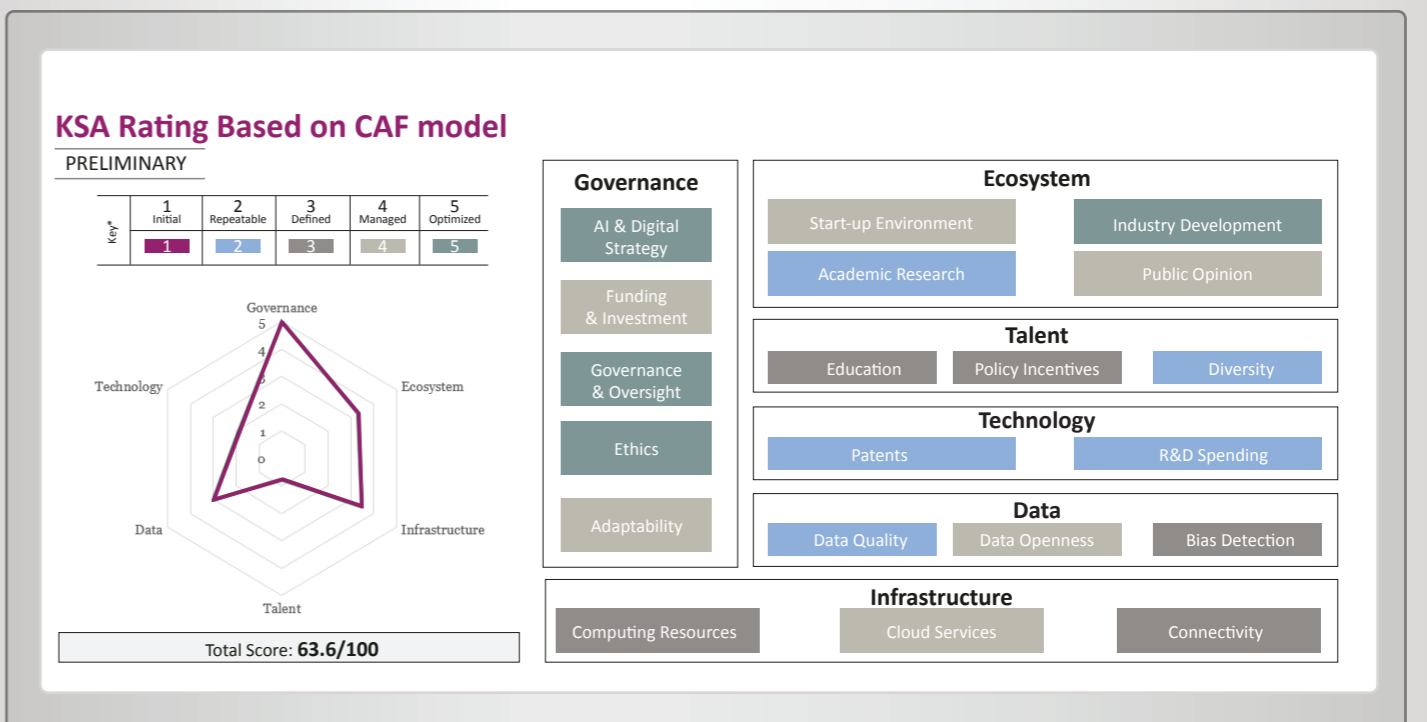 KSA Rating Based on CAF model
PRELIMINARY
Key*
1 2 3 4 5
Initial Repeatable Defined Managed Optimized
1 2 3 4 5
Governance
5
4
3
2
1
0
Technology
Ecosystem
Data
Infrastructure
Talent
Total Score: 63.6/100
Governance
AI & Digital
Strategy
Funding
& Investment
Governance
& Oversight
Ethics
Adaptability
Ecosystem
Start-up Environment
Industry Development
Academic Research
Public Opinion
Talent
Education
Policy Incentives
Diversity
Technology
Patents
R&D Spending
Data
Data Quality
Data Openness
Bias Detection
Infrastructure
Computing Resources
Cloud Services
Connectivity